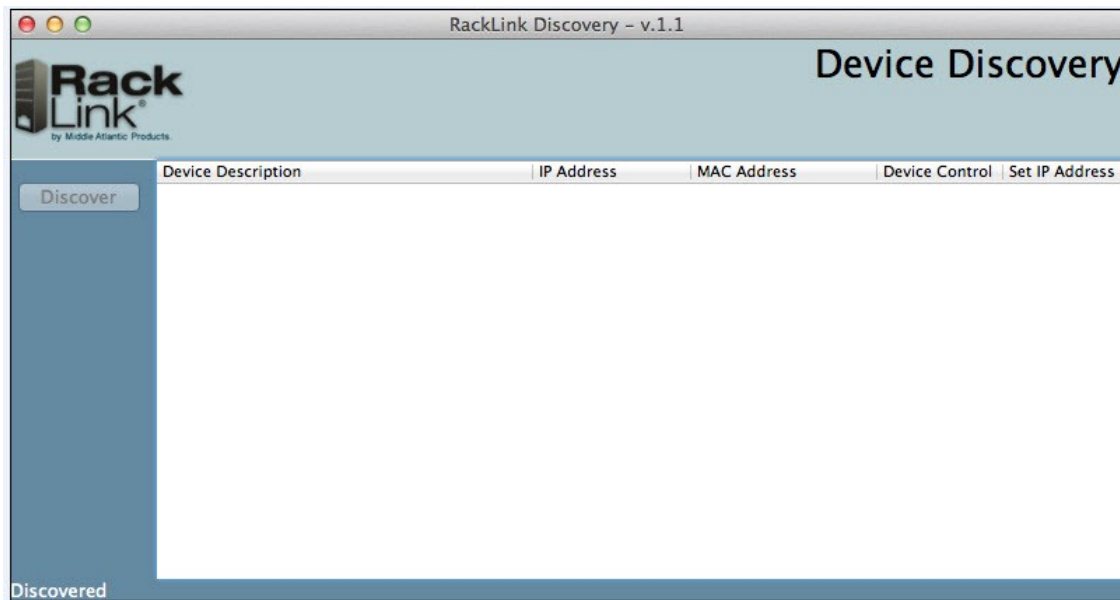 RackLink Discovery – v.1.1
Rack
Link®
by Middle Atlantic Products.
Device Discovery
Discover
Device Description IP Address MAC Address Device Control Set IP Address
Discovered